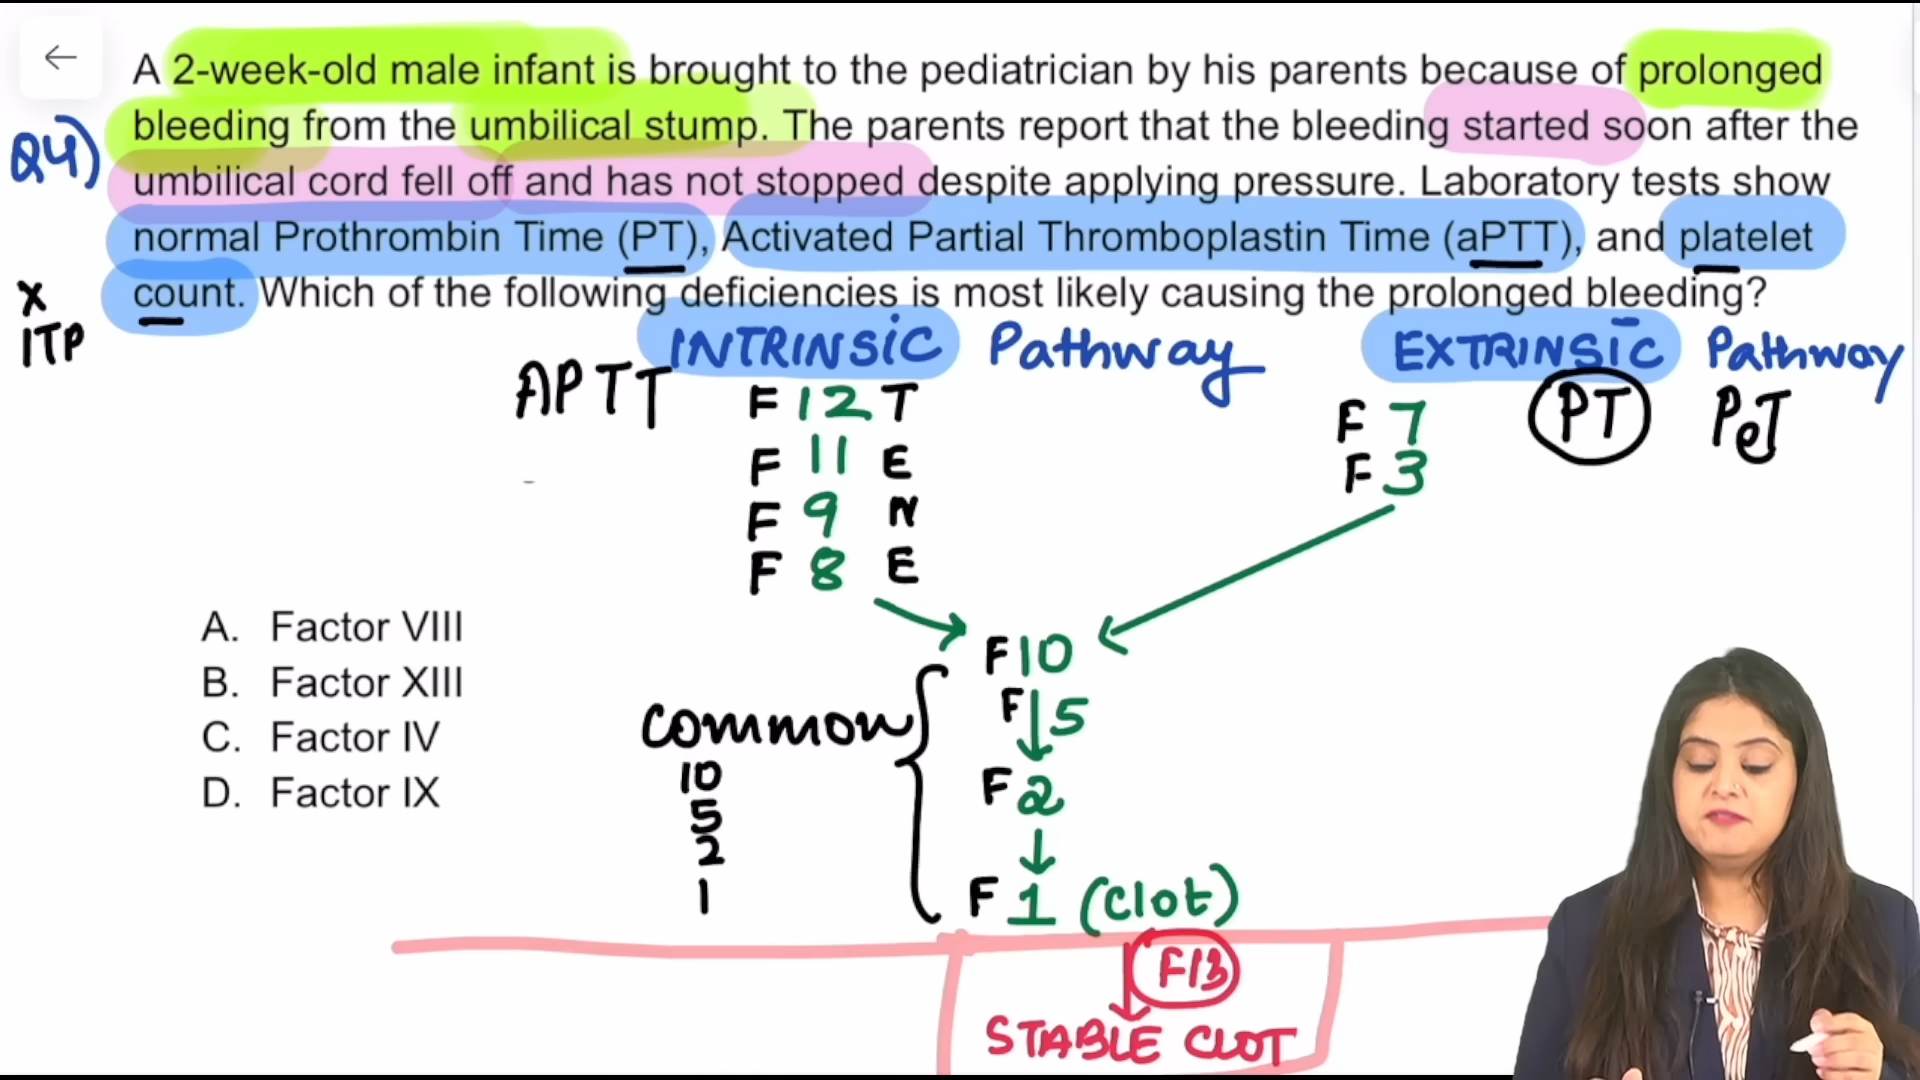 A 2-week-old male infant is brought to the pediatrician by his parents because of prolonged
bleeding from the umbilical stump. The parents report that the bleeding started soon after the
umbilical cord fell off and has not stopped despite applying pressure. Laboratory tests show
normal Prothrombin Time (PT), Activated Partial Thromboplastin Time (aPTT), and platelet
count. Which of the following deficiencies is most likely causing the prolonged bleeding?
Q4)
X
ITP
INTRINSIC Pathway
APTT
F 12 T
F 11 E
F 9 N
F 8 E
EXTRINSIC Pathway
F 7
F 3
PT
PeT
A. Factor VIII
B. Factor XIII
C. Factor IV
D. Factor IX
Common
10
5
2
1
F10
F 5
F 2
F 1 (Clot)
F13
STABLE CLOT